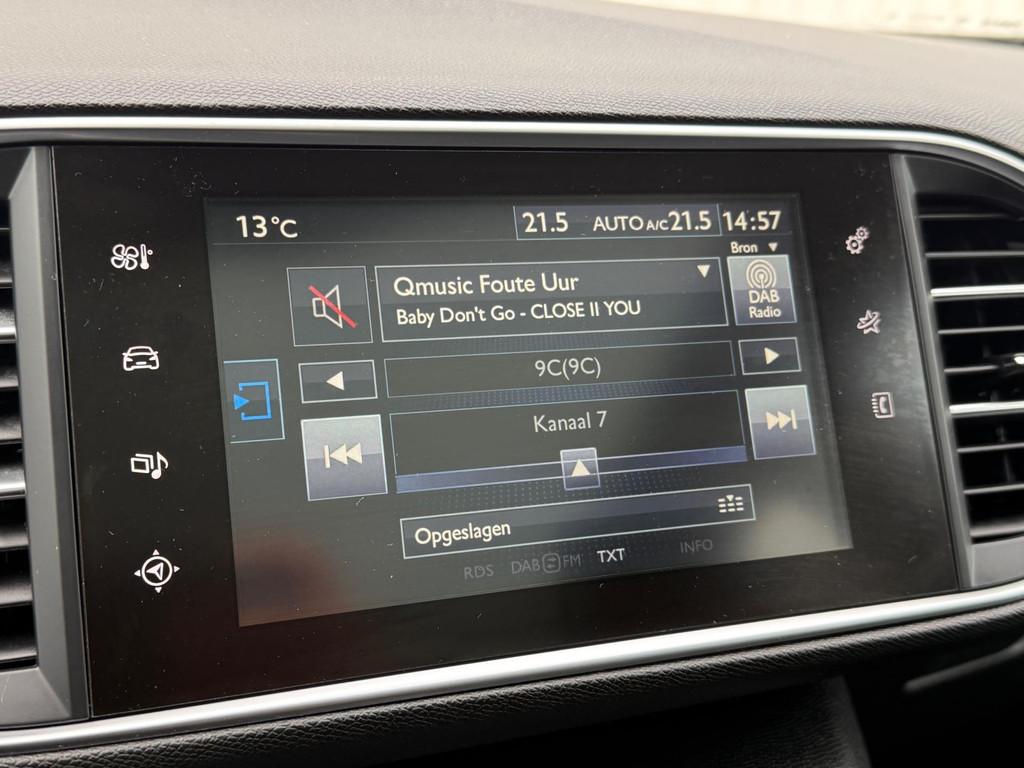 13°C
21.5 AUTO A/C 21.5 14:57
Bron
Qmusic Foute Uur
Baby Don't Go - CLOSE II YOU
DAB
Radio
9C(9C)
Kanaal 7
Opgeslagen
RDS DAB FM TXT INFO